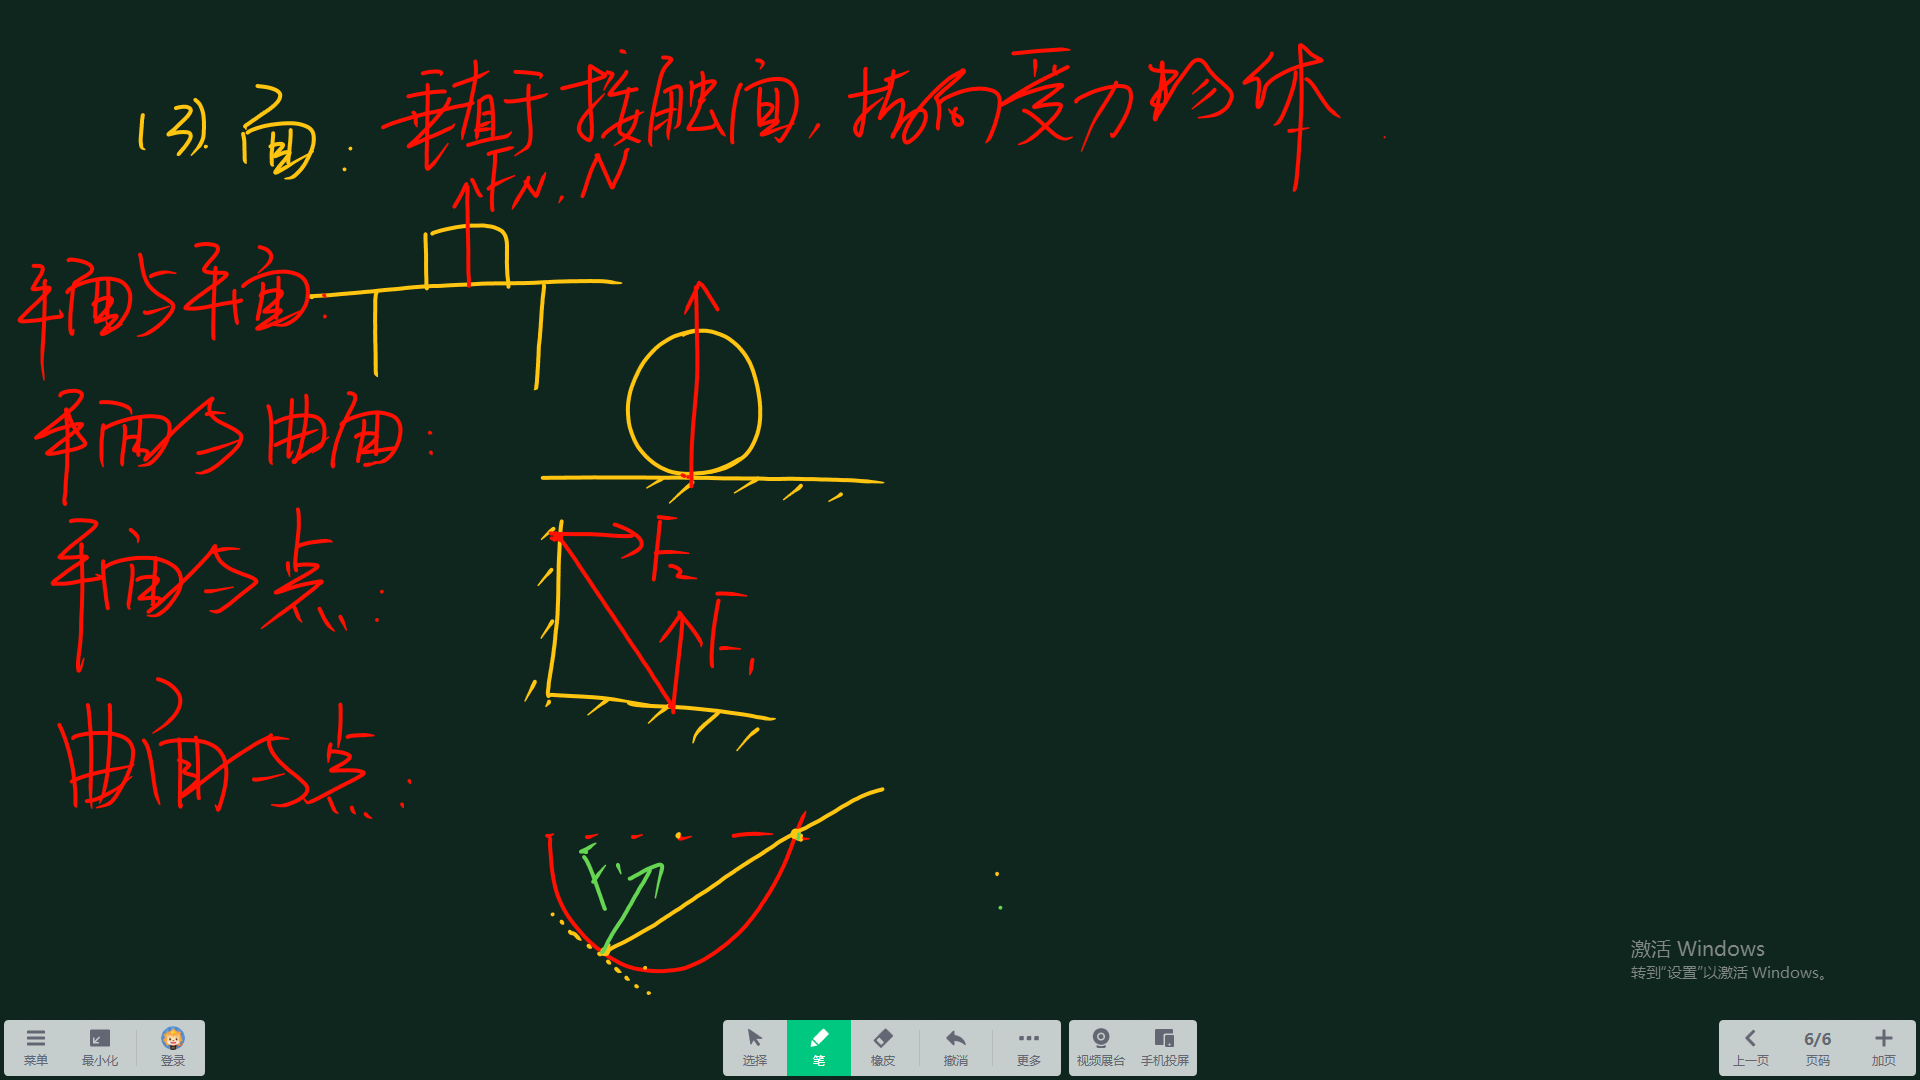 (3).面：垂直于接触面,指向受力物体.
FN.N
平面与平面：
平面与曲面：
平面与点：
F2
F1
曲面与点：
F1
激活 Windows
转到“设置”以激活 Windows。
菜单 最小化 登录 选择 笔 橡皮 撤消 更多 视频展台 手机投屏 上一页 6/6 页码 加页